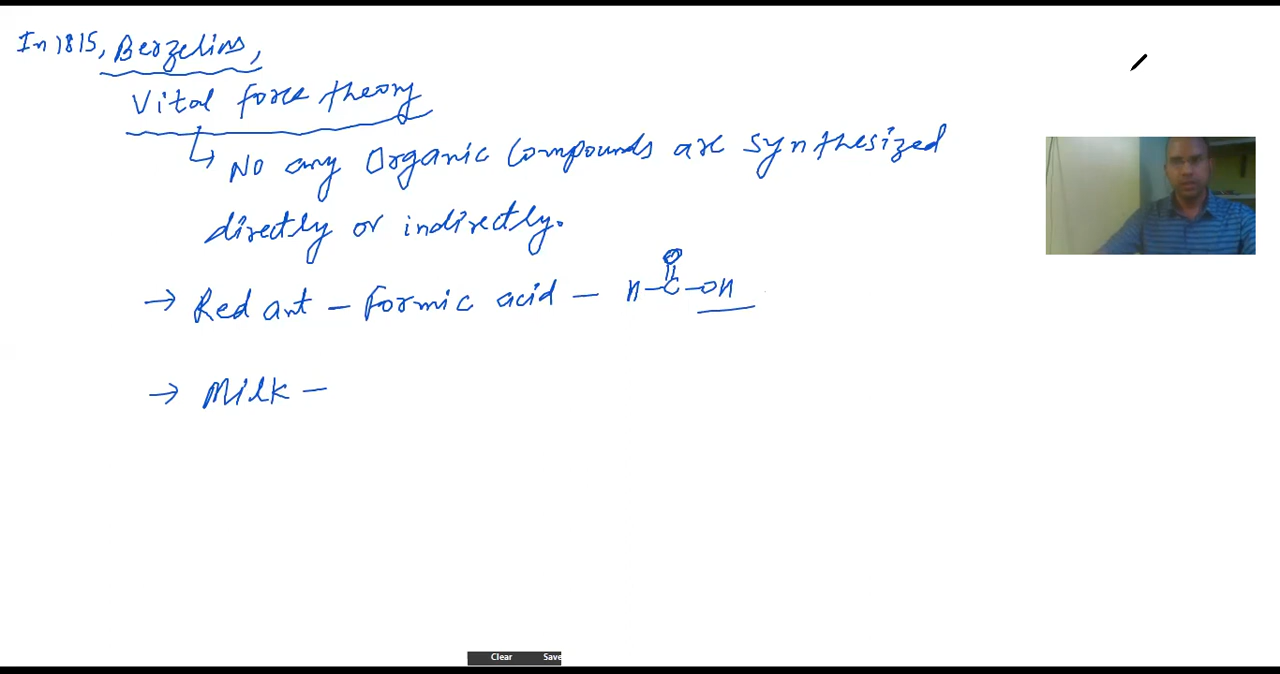 In 1815, Berzelius,
Vital force theory
↳ No any Organic Compounds are synthesized
directly or indirectly.
→ Red ant – Formic acid – H–C–OH
O
→ Milk –
Clear Save